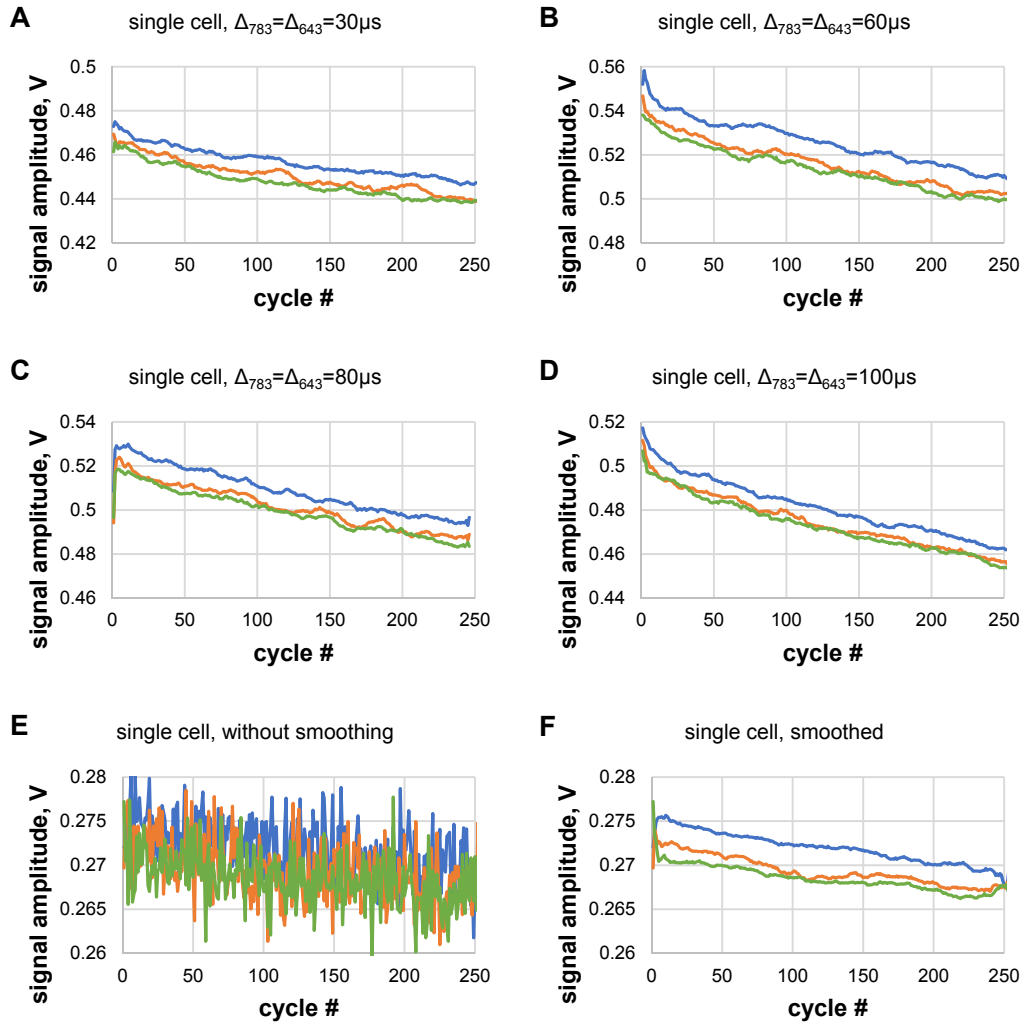 A
single cell, Δ783=Δ643=30µs
signal amplitude, V
0.5
0.48
0.46
0.44
0.42
0 50 100 150 200 250
cycle #
B
single cell, Δ783=Δ643=60µs
signal amplitude, V
0.56
0.54
0.52
0.5
0.48
0 50 100 150 200 250
cycle #
C
single cell, Δ783=Δ643=80µs
signal amplitude, V
0.54
0.52
0.5
0.48
0.46
0 50 100 150 200 250
cycle #
D
single cell, Δ783=Δ643=100µs
signal amplitude, V
0.52
0.5
0.48
0.46
0.44
0 50 100 150 200 250
cycle #
E
single cell, without smoothing
signal amplitude, V
0.28
0.275
0.27
0.265
0.26
0 50 100 150 200 250
cycle #
F
single cell, smoothed
signal amplitude, V
0.28
0.275
0.27
0.265
0.26
0 50 100 150 200 250
cycle #